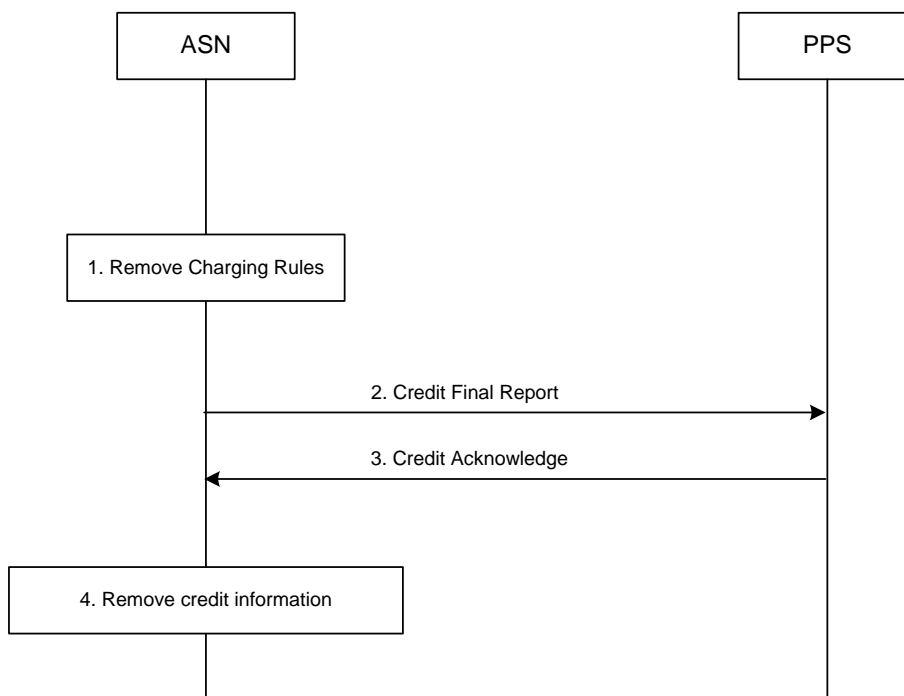 ASN
PPS
1. Remove Charging Rules
2. Credit Final Report
3. Credit Acknowledge
4. Remove credit information